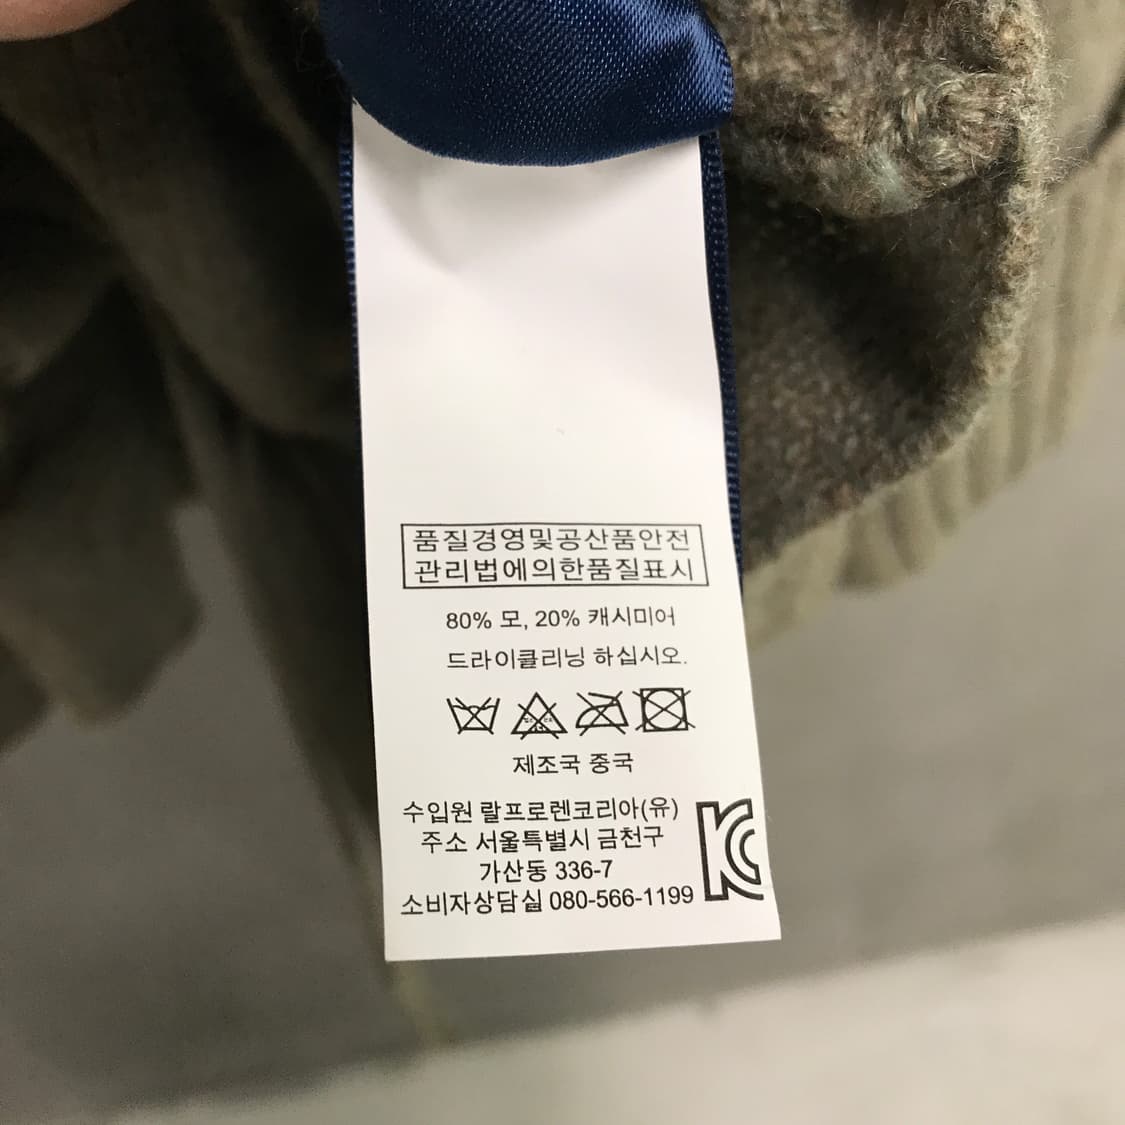 품질경영및공산품안전
관리법에의한품질표시
80% 모, 20% 캐시미어
드라이클리닝 하십시오.
제조국 중국
수입원 랄프로렌코리아(유)
주소 서울특별시 금천구
가산동 336-7
소비자상담실 080-566-1199
KC